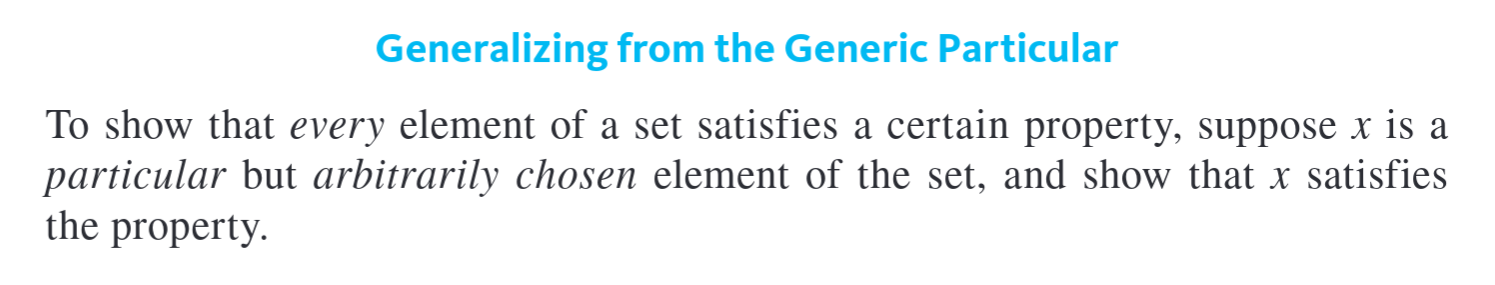 Generalizing from the Generic Particular
To show that every element of a set satisfies a certain property, suppose x is a
particular but arbitrarily chosen element of the set, and show that x satisfies
the property.